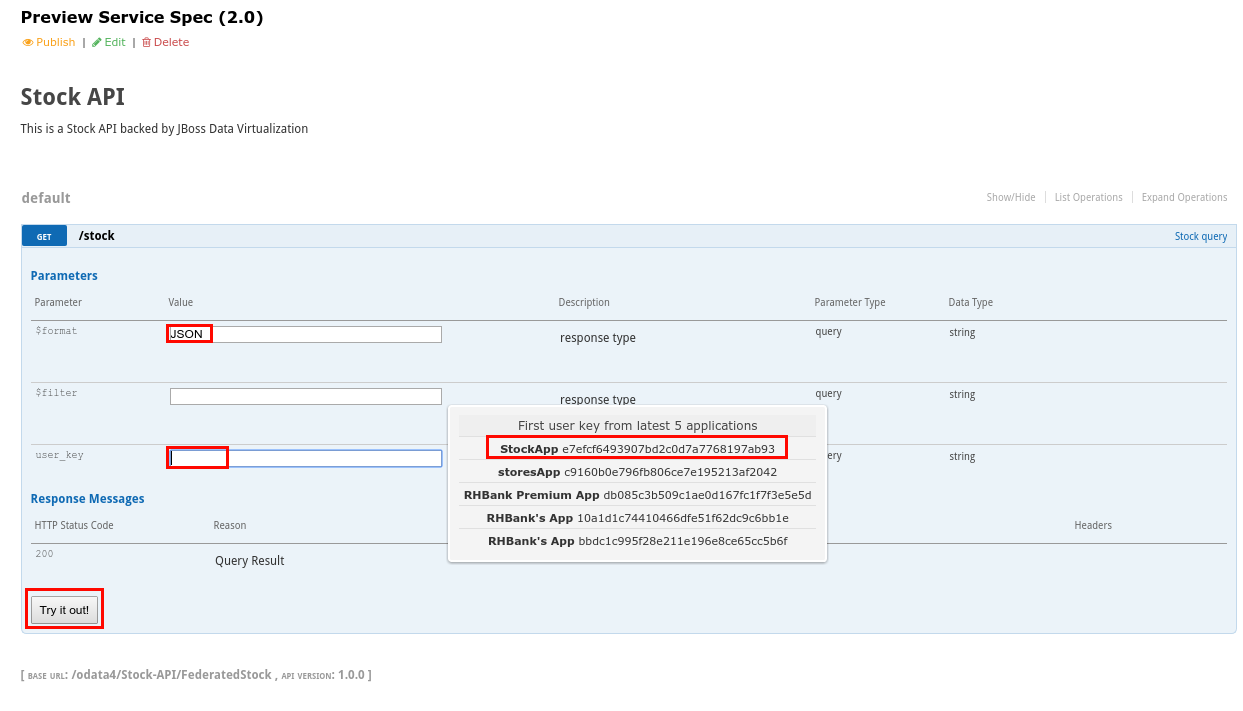 Preview Service Spec (2.0)
Publish | Edit | Delete
Stock API
This is a Stock API backed by JBoss Data Virtualization
default
Show/Hide List Operations Expand Operations
GET /stock Stock query
Parameters
Parameter Value Description Parameter Type Data Type
$format JSON response type query string
$filter response type query string
user_key string
First user key from latest 5 applications
StockApp e7efcf6493907bd2c0d7a7768197ab93
storesApp c9160b0e796fb806ce7e195213af2042
RHBank Premium App db085c3b509c1ae0d167fc1f7f3e5e5d
RHBank's App 10a1d1c74410466dfe51f62dc9c6bb1e
RHBank's App bbdc1c995f28e211e196e8ce65cc5b6f
Response Messages
HTTP Status Code Reason Headers
200 Query Result
Try it out!
[ BASE URL: /odata4/Stock-API/FederatedStock , API VERSION: 1.0.0 ]